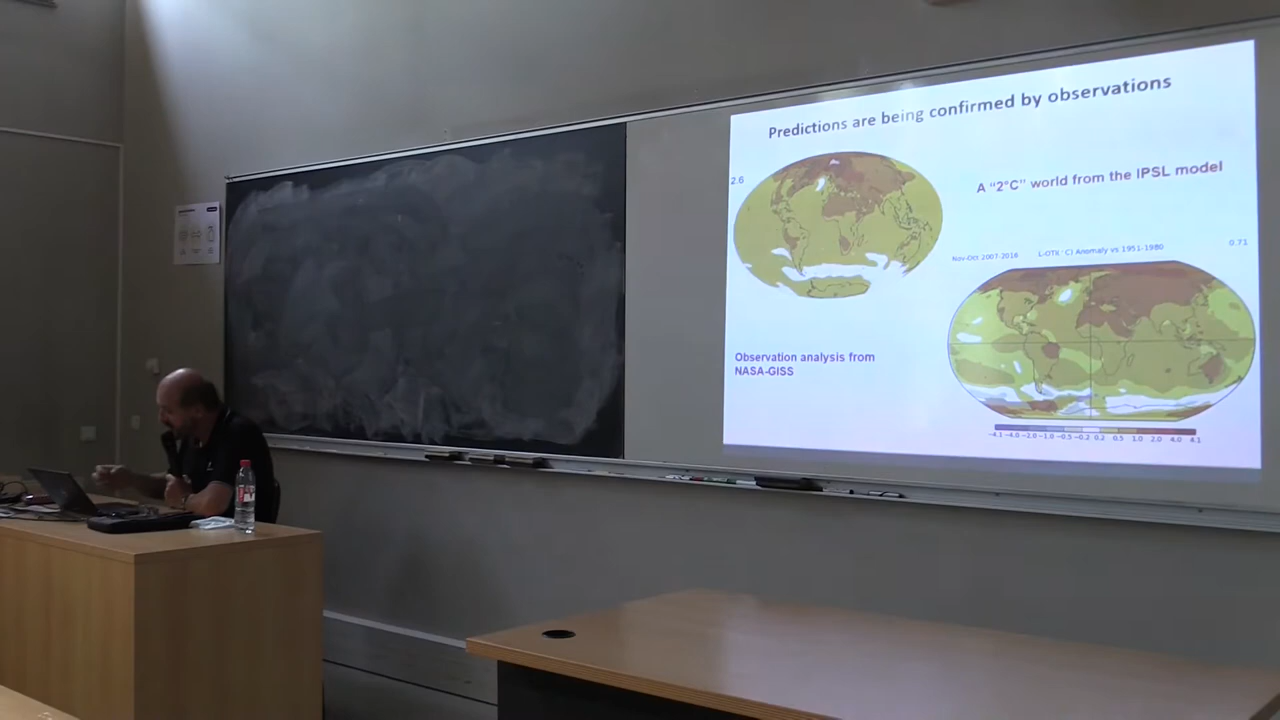 Predictions are being confirmed by observations
2.6
A “2°C” world from the IPSL model
Nov-Oct 2007-2016 L-OTI(°C) Anomaly vs 1951-1980 0.71
Observation analysis from
NASA-GISS
−4.1 −4.0 −2.0 −1.0 −0.5 −0.2 0.2 0.5 1.0 2.0 4.0 4.1